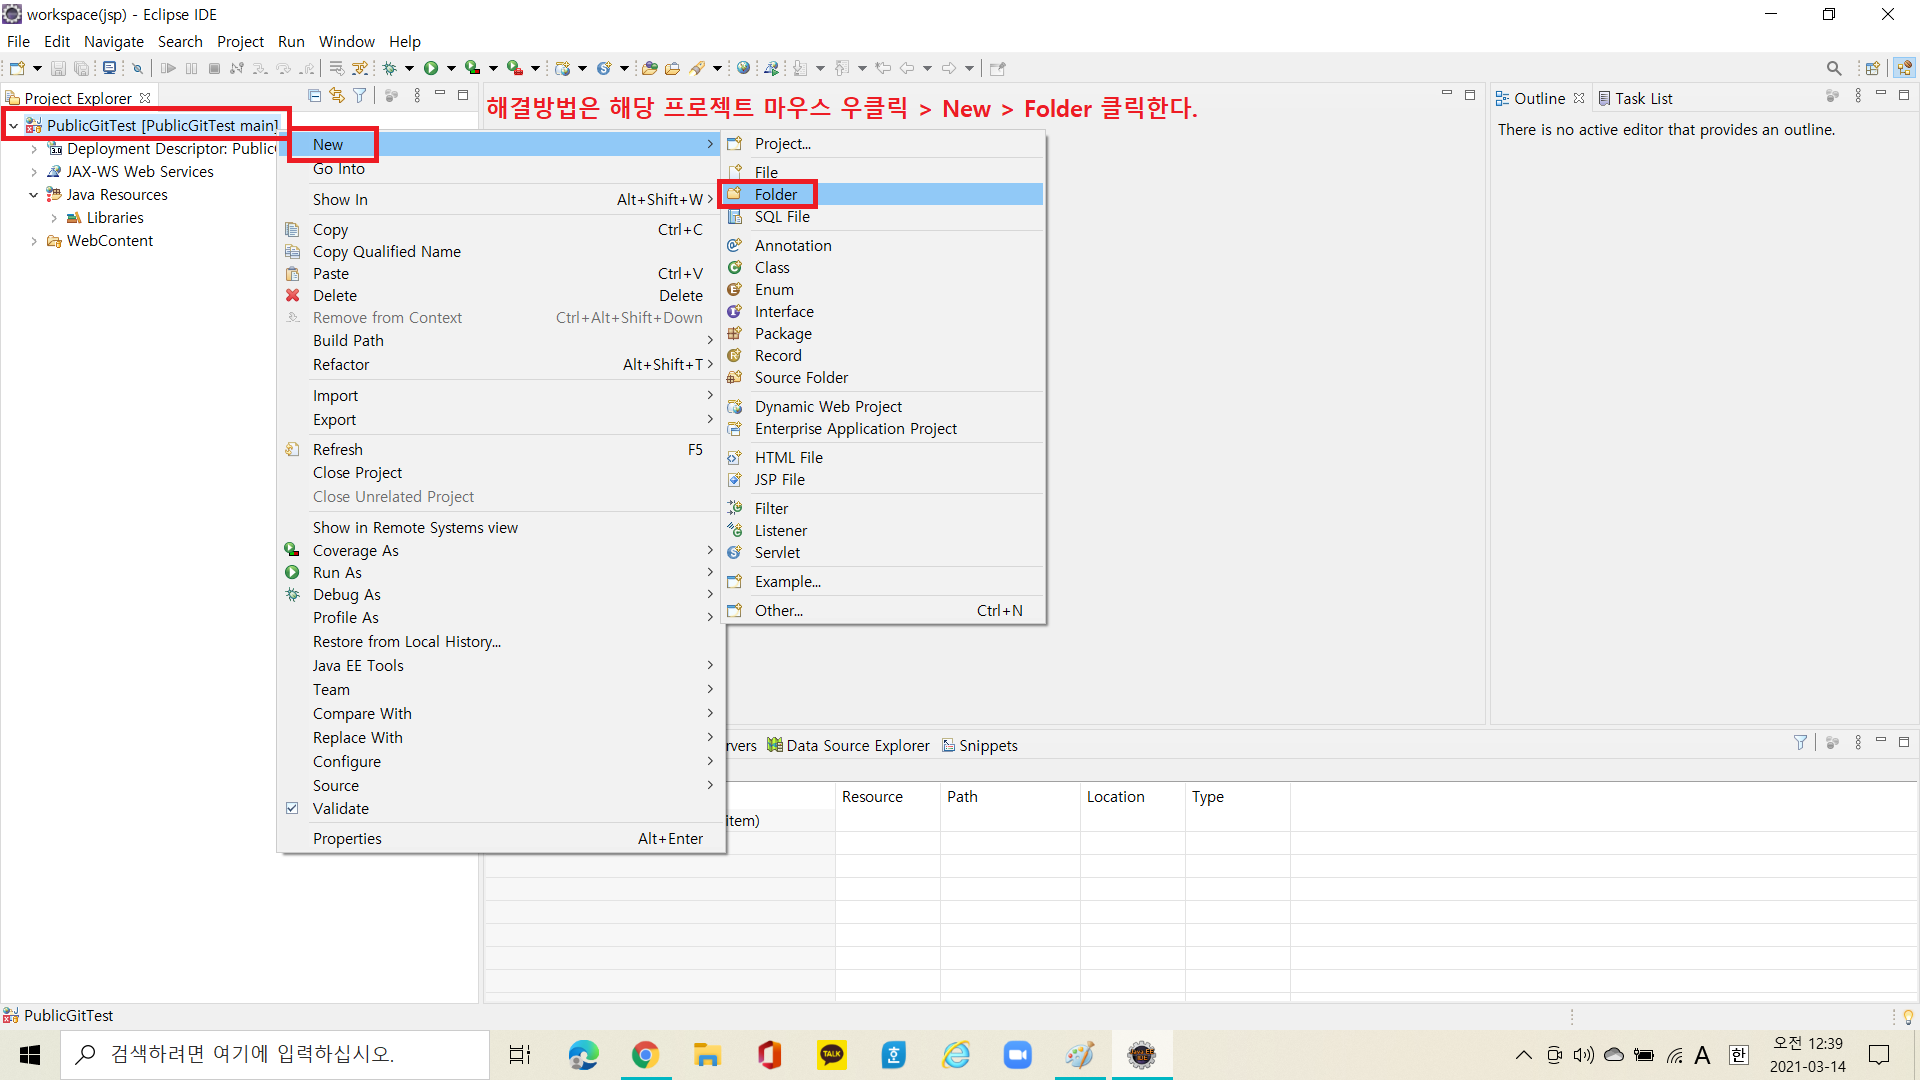 workspace(jsp) - Eclipse IDE
File Edit Navigate Search Project Run Window Help
Project Explorer
해결방법은 해당 프로젝트 마우스 우클릭 > New > Folder 클릭한다.
Outline
Task List
There is no active editor that provides an outline.
PublicGitTest [PublicGitTest main]
Deployment Descriptor: Public
JAX-WS Web Services
Java Resources
Libraries
WebContent
New
Go Into
Show In Alt+Shift+W
Copy Ctrl+C
Copy Qualified Name
Paste Ctrl+V
Delete Delete
Remove from Context Ctrl+Alt+Shift+Down
Build Path
Refactor Alt+Shift+T
Import
Export
Refresh F5
Close Project
Close Unrelated Project
Show in Remote Systems view
Coverage As
Run As
Debug As
Profile As
Restore from Local History...
Java EE Tools
Team
Compare With
Replace With
Configure
Source
Validate
Properties Alt+Enter
Project...
File
Folder
SQL File
Annotation
Class
Enum
Interface
Package
Record
Source Folder
Dynamic Web Project
Enterprise Application Project
HTML File
JSP File
Filter
Listener
Servlet
Example...
Other... Ctrl+N
rvers Data Source Explorer Snippets
Resource Path Location Type
item)
PublicGitTest
검색하려면 여기에 입력하십시오.
TALK
호
A
한
오전 12:39
2021-03-14